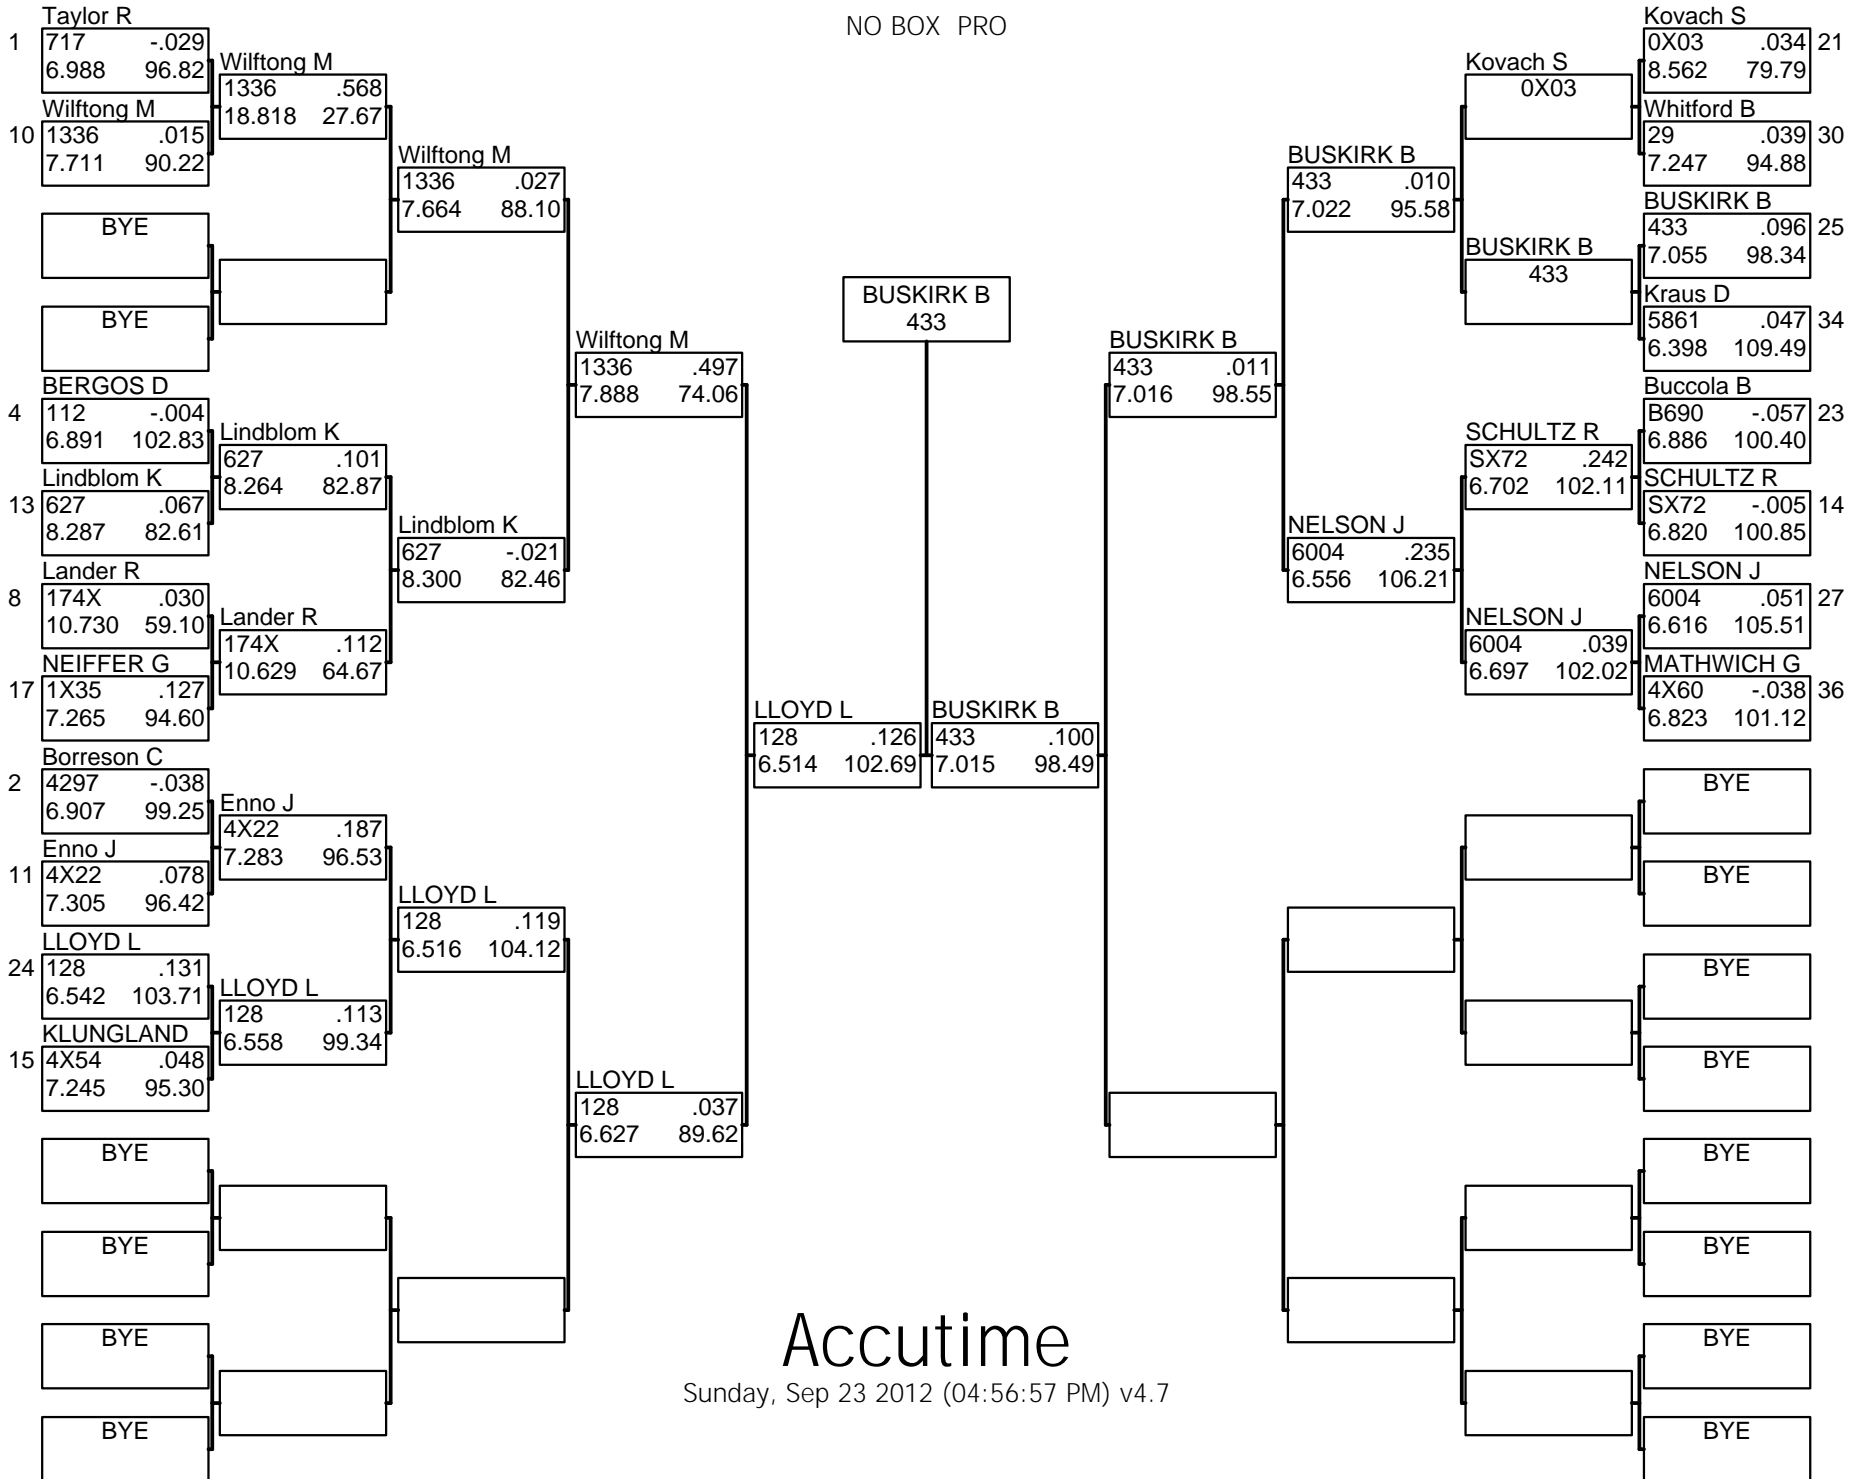 NO BOX PRO
Taylor R
1 717 -.029
6.988 96.82
Wilftong M
10 1336 .015
7.711 90.22
BYE
BYE
BERGOS D
4 112 -.004
6.891 102.83
Lindblom K
13 627 .067
8.287 82.61
Lander R
8 174X .030
10.730 59.10
NEIFFER G
17 1X35 .127
7.265 94.60
Borreson C
2 4297 -.038
6.907 99.25
Enno J
11 4X22 .078
7.305 96.42
LLOYD L
24 128 .131
6.542 103.71
KLUNGLAND
15 4X54 .048
7.245 95.30
BYE
BYE
BYE
BYE
Wilftong M
1336 .568
18.818 27.67
Lindblom K
627 .101
8.264 82.87
Lander R
174X .112
10.629 64.67
Enno J
4X22 .187
7.283 96.53
LLOYD L
128 .113
6.558 99.34
Wilftong M
1336 .027
7.664 88.10
Lindblom K
627 -.021
8.300 82.46
LLOYD L
128 .119
6.516 104.12
Wilftong M
1336 .497
7.888 74.06
LLOYD L
128 .037
6.627 89.62
LLOYD L
128 .126
6.514 102.69
BUSKIRK B
433
BUSKIRK B
433 .100
7.015 98.49
BUSKIRK B
433 .011
7.016 98.55
BUSKIRK B
433 .010
7.022 95.58
NELSON J
6004 .235
6.556 106.21
Kovach S
0X03
BUSKIRK B
433
SCHULTZ R
SX72 .242
6.702 102.11
NELSON J
6004 .039
6.697 102.02
Kovach S
0X03 .034 21
8.562 79.79
Whitford B
29 .039 30
7.247 94.88
BUSKIRK B
433 .096 25
7.055 98.34
Kraus D
5861 .047 34
6.398 109.49
Buccola B
B690 -.057 23
6.886 100.40
SCHULTZ R
SX72 -.005 14
6.820 100.85
NELSON J
6004 .051 27
6.616 105.51
MATHWICH G
4X60 -.038 36
6.823 101.12
BYE
BYE
BYE
BYE
BYE
BYE
BYE
BYE
Accutime
Sunday, Sep 23 2012 (04:56:57 PM) v4.7